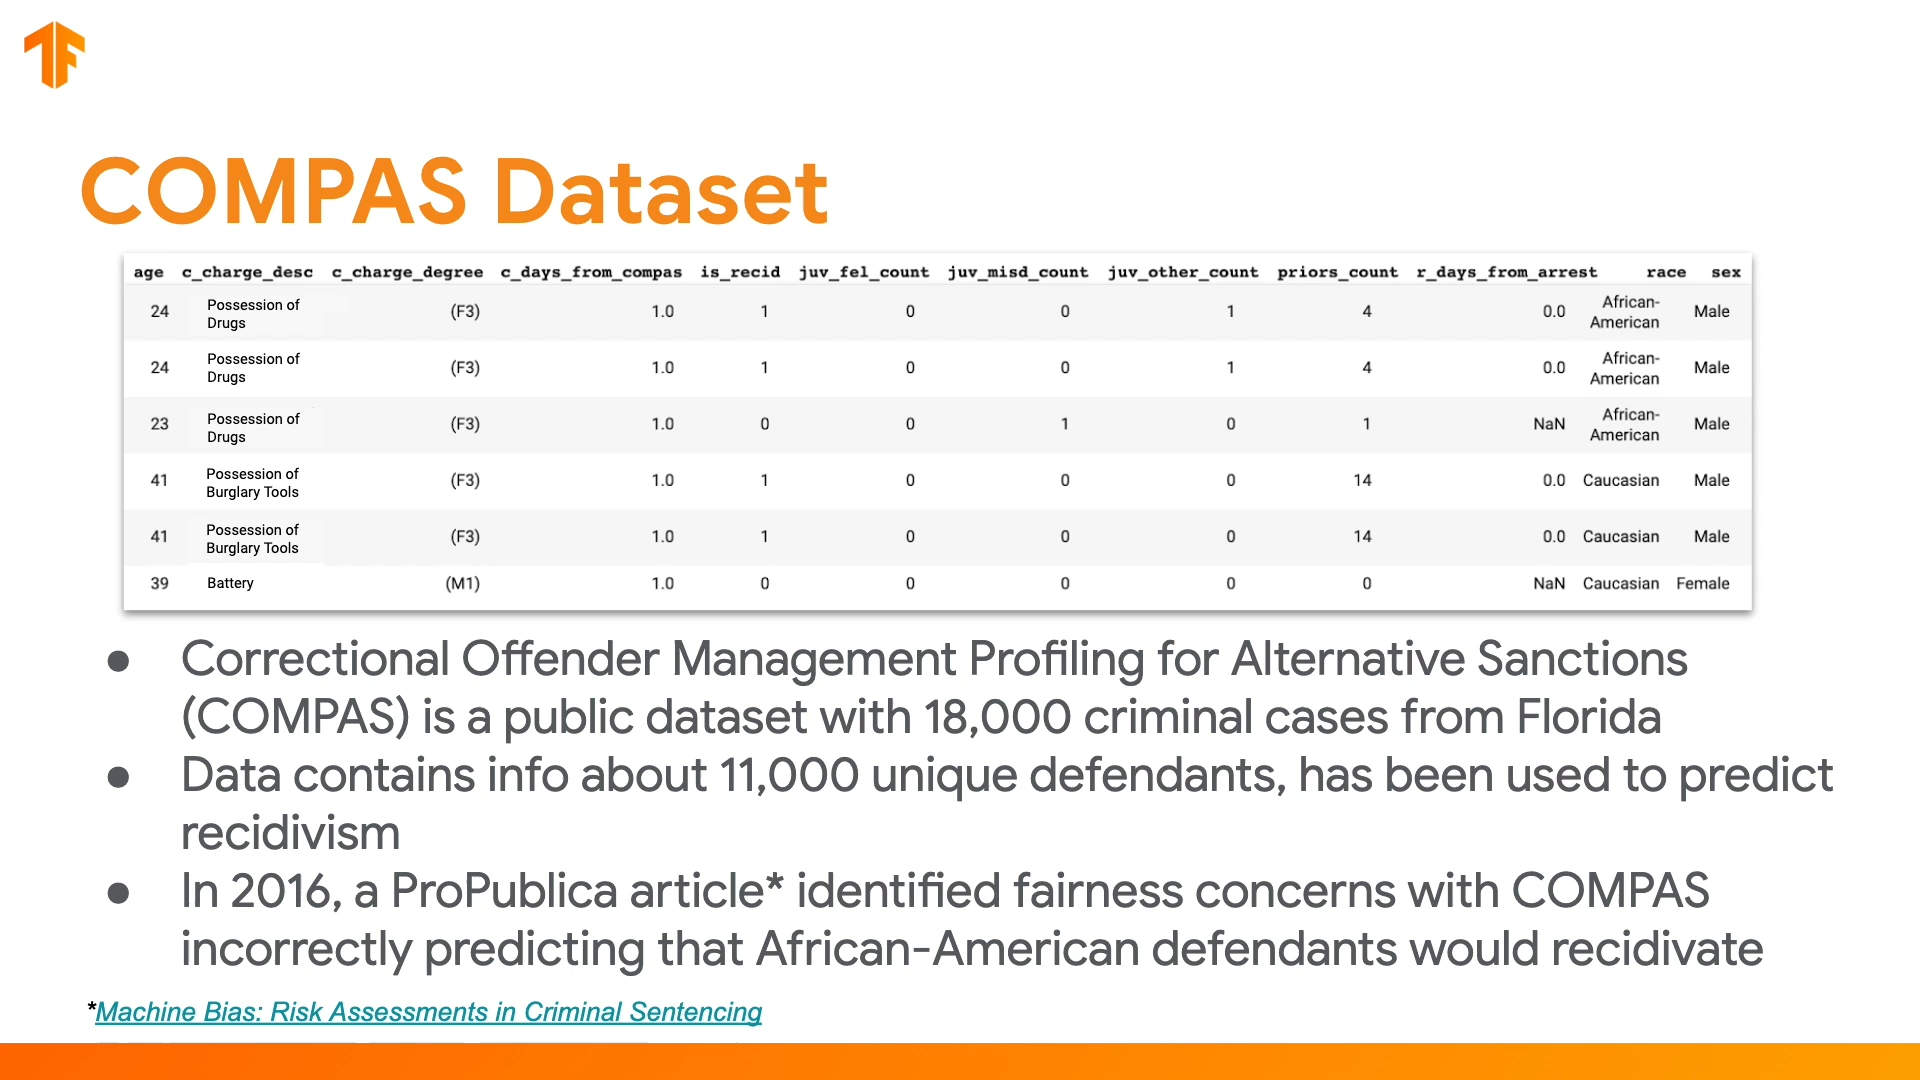 COMPAS Dataset
age c_charge_desc c_charge_degree c_days_from_compas is_recid juv_fel_count juv_misd_count juv_other_count priors_count r_days_from_arrest race sex
24 Possession of Drugs (F3) 1.0 1 0 0 1 4 0.0 African-American Male
24 Possession of Drugs (F3) 1.0 1 0 0 1 4 0.0 African-American Male
23 Possession of Drugs (F3) 1.0 0 0 1 0 1 NaN African-American Male
41 Possession of Burglary Tools (F3) 1.0 1 0 0 0 14 0.0 Caucasian Male
41 Possession of Burglary Tools (F3) 1.0 1 0 0 0 14 0.0 Caucasian Male
39 Battery (M1) 1.0 0 0 0 0 0 NaN Caucasian Female
● Correctional Offender Management Profiling for Alternative Sanctions
(COMPAS) is a public dataset with 18,000 criminal cases from Florida
● Data contains info about 11,000 unique defendants, has been used to predict
recidivism
● In 2016, a ProPublica article* identified fairness concerns with COMPAS
incorrectly predicting that African-American defendants would recidivate
*Machine Bias: Risk Assessments in Criminal Sentencing